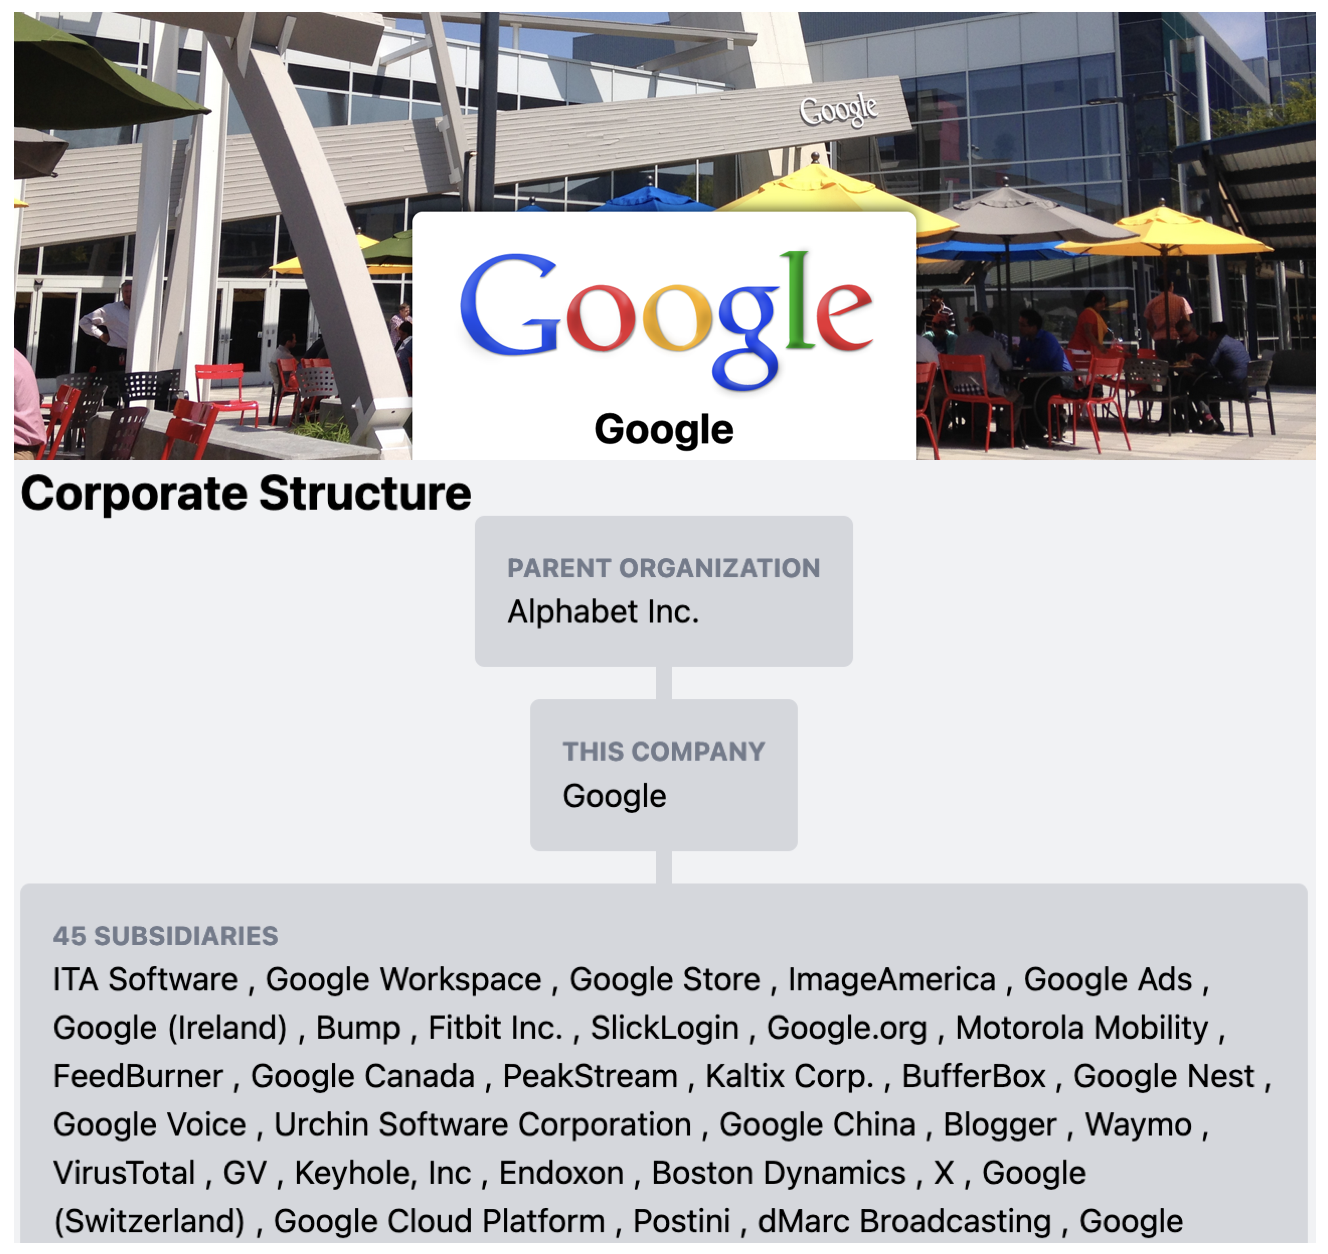 Google
Google
Google
Corporate Structure
PARENT ORGANIZATION
Alphabet Inc.
THIS COMPANY
Google
45 SUBSIDIARIES
ITA Software , Google Workspace , Google Store , ImageAmerica , Google Ads ,
Google (Ireland) , Bump , Fitbit Inc. , SlickLogin , Google.org , Motorola Mobility ,
FeedBurner , Google Canada , PeakStream , Kaltix Corp. , BufferBox , Google Nest ,
Google Voice , Urchin Software Corporation , Google China , Blogger , Waymo ,
VirusTotal , GV , Keyhole, Inc , Endoxon , Boston Dynamics , X , Google
(Switzerland) , Google Cloud Platform , Postini , dMarc Broadcasting , Google